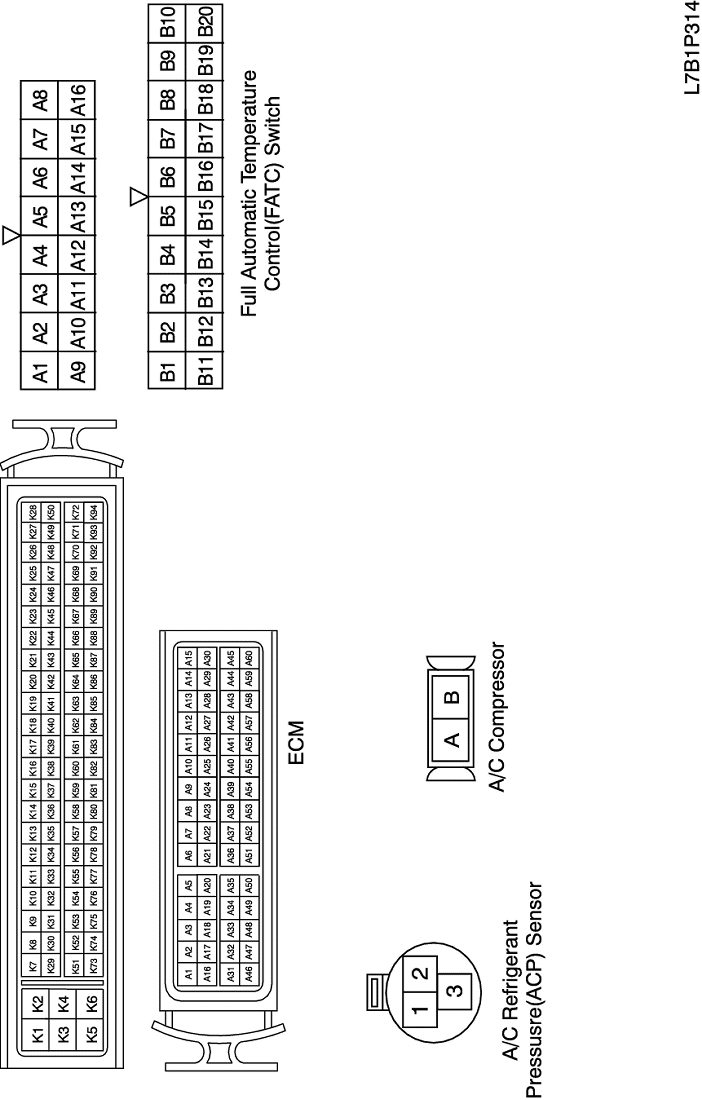 K1 K2
K3 K4
K5 K6
K7 K8 K9 K10 K11 K12 K13 K14 K15 K16 K17 K18 K19 K20 K21 K22 K23 K24 K25 K26 K27 K28
K29 K30 K31 K32 K33 K34 K35 K36 K37 K38 K39 K40 K41 K42 K43 K44 K45 K46 K47 K48 K49 K50
K51 K52 K53 K54 K55 K56 K57 K58 K59 K60 K61 K62 K63 K64 K65 K66 K67 K68 K69 K70 K71 K72
K73 K74 K75 K76 K77 K78 K79 K80 K81 K82 K83 K84 K85 K86 K87 K88 K89 K90 K91 K92 K93 K94
A1 A2 A3 A4 A5 A6 A7 A8 A9 A10 A11 A12 A13 A14 A15
A16 A17 A18 A19 A20 A21 A22 A23 A24 A25 A26 A27 A28 A29 A30
A31 A32 A33 A34 A35 A36 A37 A38 A39 A40 A41 A42 A43 A44 A45
A46 A47 A48 A49 A50 A51 A52 A53 A54 A55 A56 A57 A58 A59 A60
ECM
A1 A2 A3 A4 A5 A6 A7 A8
A9 A10 A11 A12 A13 A14 A15 A16
B1 B2 B3 B4 B5 B6 B7 B8 B9 B10
B11 B12 B13 B14 B15 B16 B17 B18 B19 B20
Full Automatic Temperature
Control(FATC) Switch
1 2
3
A/C Refrigerant
Pressusre(ACP) Sensor
A B
A/C Compressor
L7B1P314